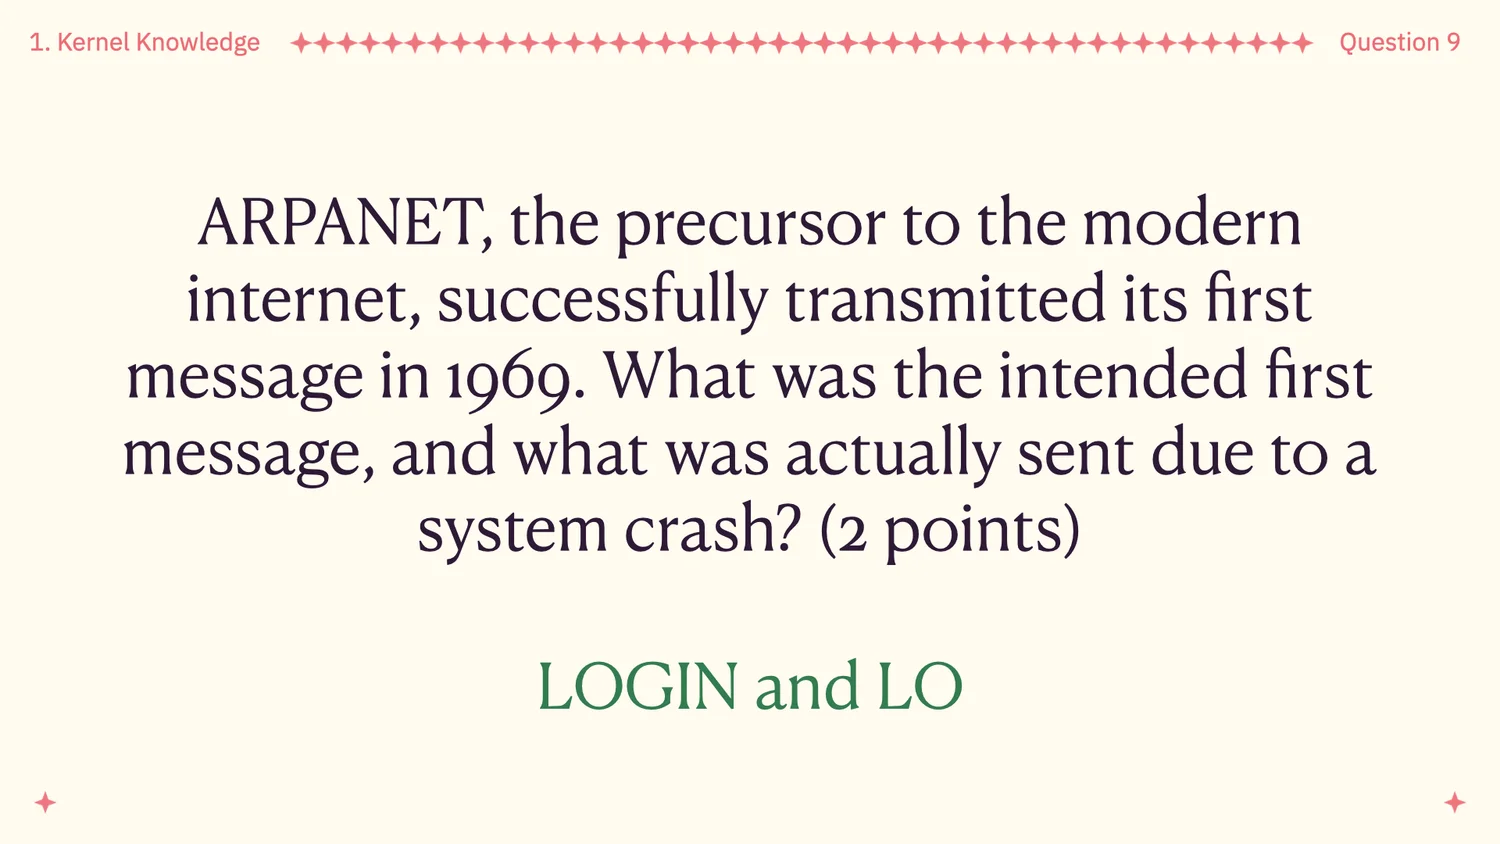 1. Kernel Knowledge
Question 9
ARPANET, the precursor to the modern
internet, successfully transmitted its first
message in 1969. What was the intended first
message, and what was actually sent due to a
system crash? (2 points)
LOGIN and LO